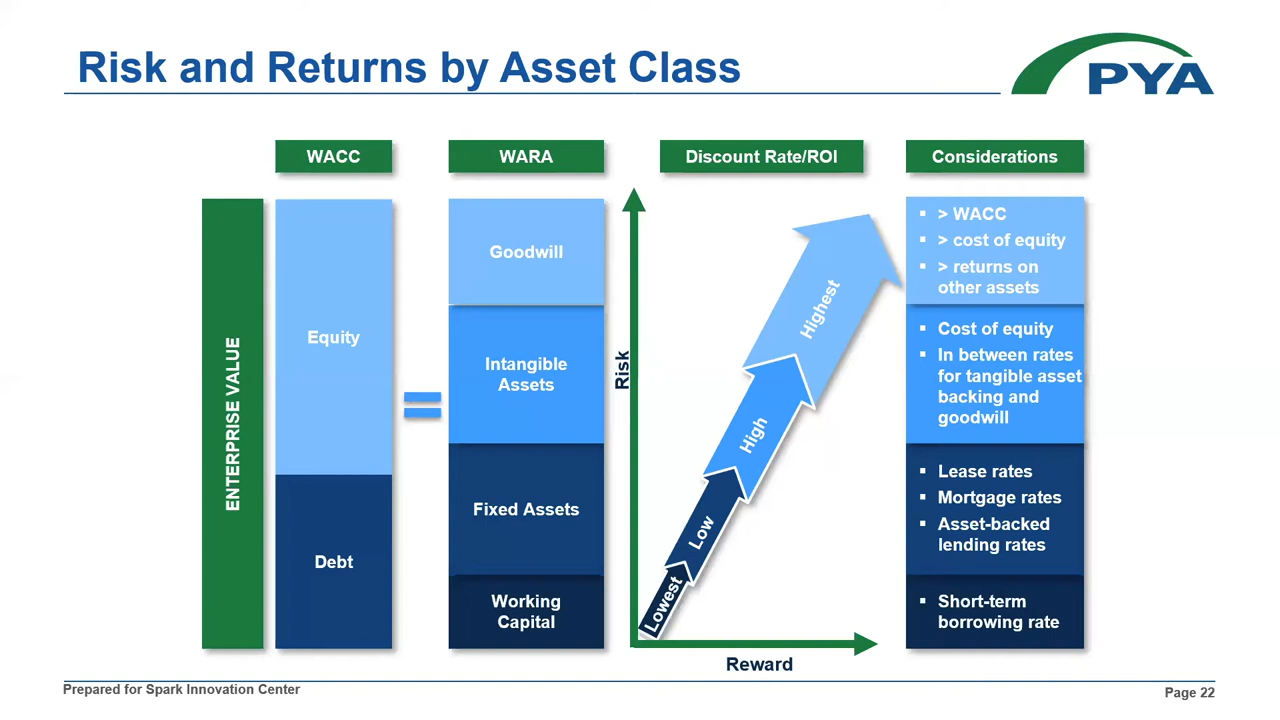 Risk and Returns by Asset Class
PYA
WACC
WARA
Discount Rate/ROI
Considerations
ENTERPRISE VALUE
Equity
Debt
=
Goodwill
Intangible
Assets
Fixed Assets
Working
Capital
Risk
Reward
Highest
High
Low
Lowest
▪ > WACC
▪ > cost of equity
▪ > returns on
other assets
▪ Cost of equity
▪ In between rates
for tangible asset
backing and
goodwill
▪ Lease rates
▪ Mortgage rates
▪ Asset-backed
lending rates
▪ Short-term
borrowing rate
Prepared for Spark Innovation Center
Page 22